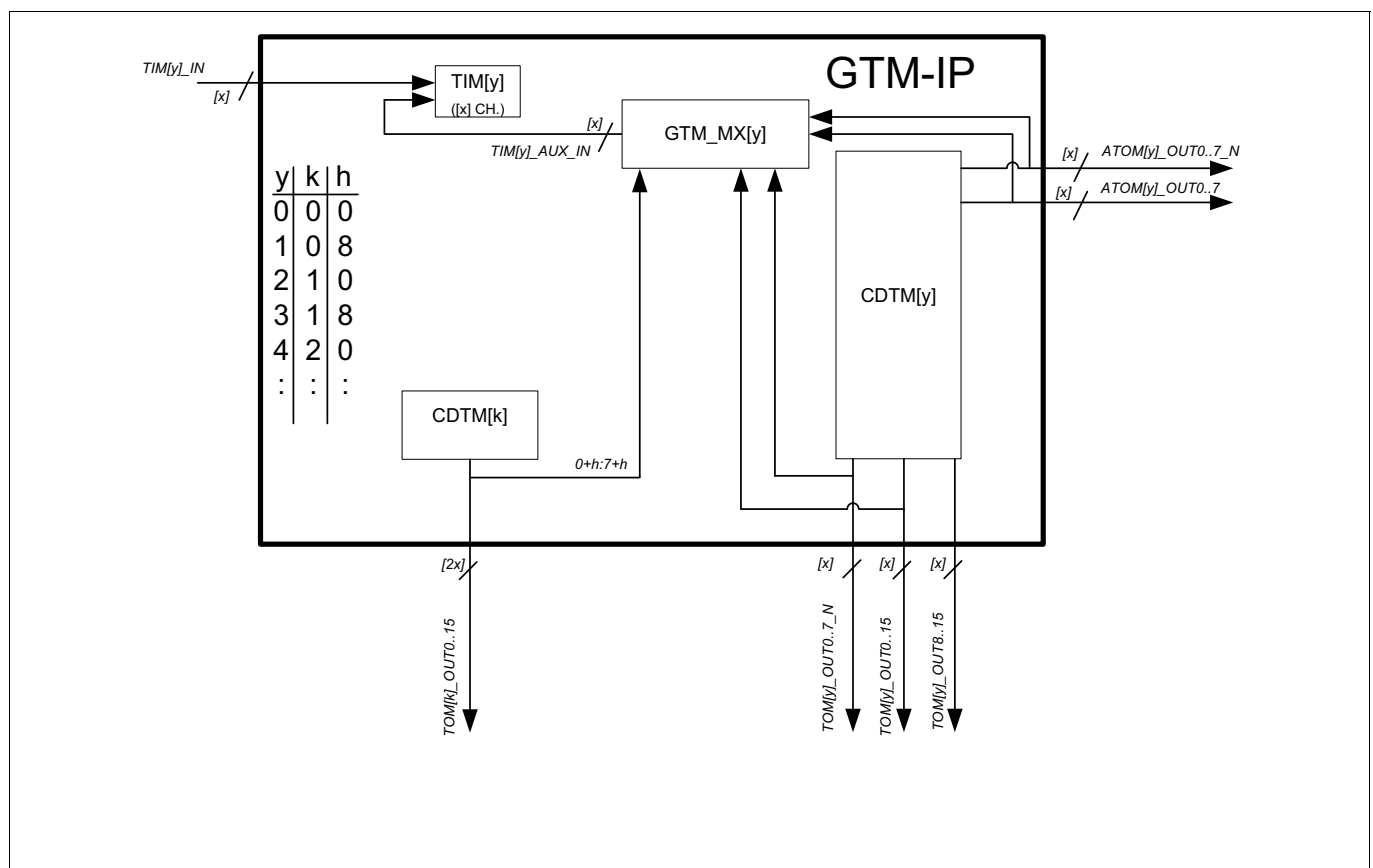 GTM-IP
TIM[y]_IN
[x]
TIM[y]
([x] CH.)
[x]
TIM[y]_AUX_IN
GTM_MX[y]
[x]
ATOM[y]_OUT0..7_N
[x]
ATOM[y]_OUT0..7
y k h
0 0 0
1 0 8
2 1 0
3 1 8
4 2 0
: : :
CDTM[y]
CDTM[k]
0+h:7+h
[2x]
[x]
[x]
[x]
TOM[k]_OUT0..15
TOM[y]_OUT0..7_N
TOM[y]_OUT0..15
TOM[y]_OUT8..15